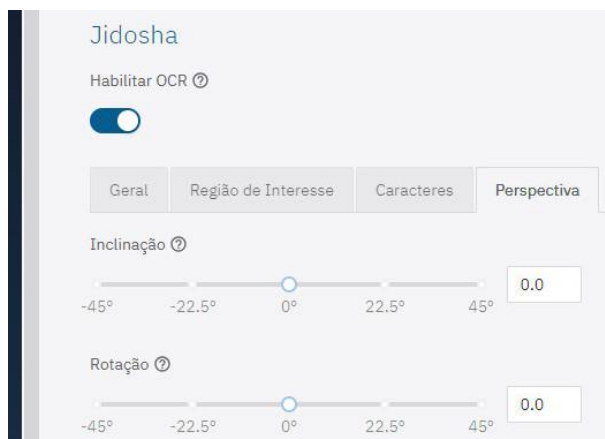 Jidosha
Habilitar OCR ?
Geral Região de Interesse Caracteres Perspectiva
Inclinação ?
0.0
-45° -22.5° 0° 22.5° 45°
Rotação ?
0.0
-45° -22.5° 0° 22.5° 45°